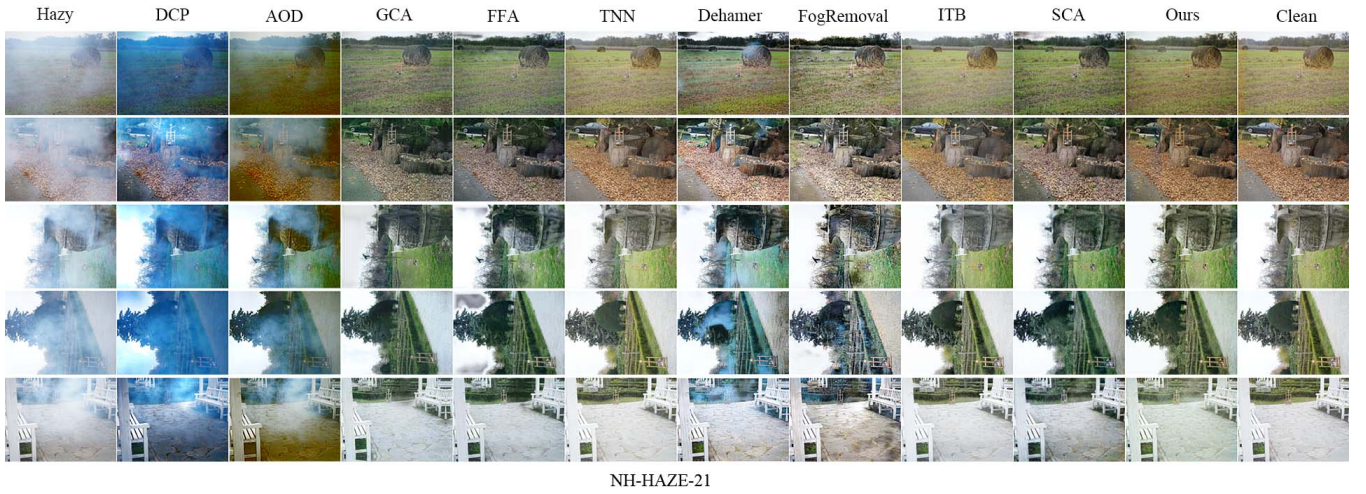 Hazy DCP AOD GCA FFA TNN Dehamer FogRemoval ITB SCA Ours Clean
NH-HAZE-21